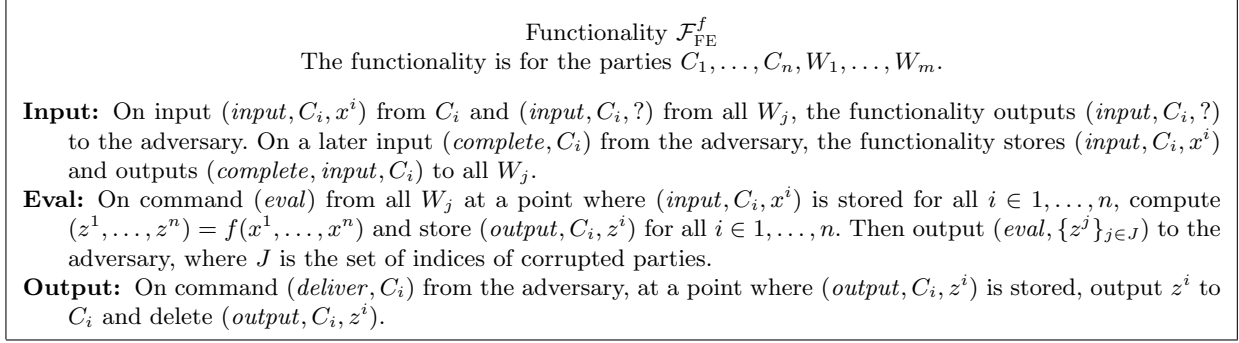 Functionality $\mathcal{F}_{\mathrm{FE}}^{f}$
The functionality is for the parties $C_1, \ldots, C_n, W_1, \ldots, W_m$.
Input: On input $(input, C_i, x^i)$ from $C_i$ and $(input, C_i, ?)$ from all $W_j$, the functionality outputs $(input, C_i, ?)$
to the adversary. On a later input $(complete, C_i)$ from the adversary, the functionality stores $(input, C_i, x^i)$
and outputs $(complete, input, C_i)$ to all $W_j$.
Eval: On command $(eval)$ from all $W_j$ at a point where $(input, C_i, x^i)$ is stored for all $i \in 1, \ldots, n$, compute
$(z^1, \ldots, z^n) = f(x^1, \ldots, x^n)$ and store $(output, C_i, z^i)$ for all $i \in 1, \ldots, n$. Then output $(eval, \{z^j\}_{j \in J})$ to the
adversary, where $J$ is the set of indices of corrupted parties.
Output: On command $(deliver, C_i)$ from the adversary, at a point where $(output, C_i, z^i)$ is stored, output $z^i$ to
$C_i$ and delete $(output, C_i, z^i)$.